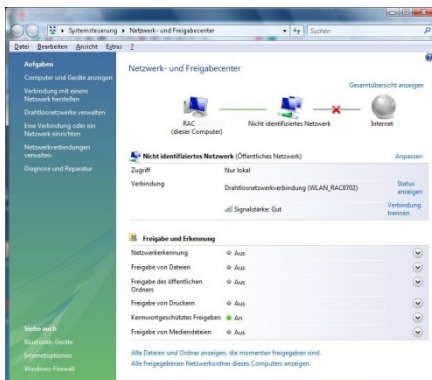 Systemsteuerung ▸ Netzwerk- und Freigabecenter
Suchen
Datei Bearbeiten Ansicht Extras ?
Aufgaben
Computer und Geräte anzeigen
Verbindung mit einem
Netzwerk herstellen
Drahtlosnetzwerke verwalten
Eine Verbindung oder ein
Netzwerk einrichten
Netzwerkverbindungen
verwalten
Diagnose und Reparatur
Siehe auch
Bluetooth-Geräte
Internetoptionen
Windows-Firewall
Netzwerk- und Freigabecenter
Gesamtübersicht anzeigen
RAC
(dieser Computer)
Nicht identifiziertes Netzwerk
Internet
Nicht identifiziertes Netzwerk (Öffentliches Netzwerk) Anpassen
Zugriff Nur lokal
Verbindung Drahtlosnetzwerkverbindung (WLAN_RAC0702) Status
anzeigen
Signalstärke: Gut Verbindung
trennen
Freigabe und Erkennung
Netzwerkerkennung Aus
Freigabe von Dateien Aus
Freigabe des öffentlichen Aus
Ordners
Freigabe von Druckern Aus
Kennwortgeschütztes Freigeben An
Freigabe von Mediendateien Aus
Alle Dateien und Ordner anzeigen, die momentan freigegeben sind.
Alle freigegebenen Netzwerkordner dieses Computers anzeigen.